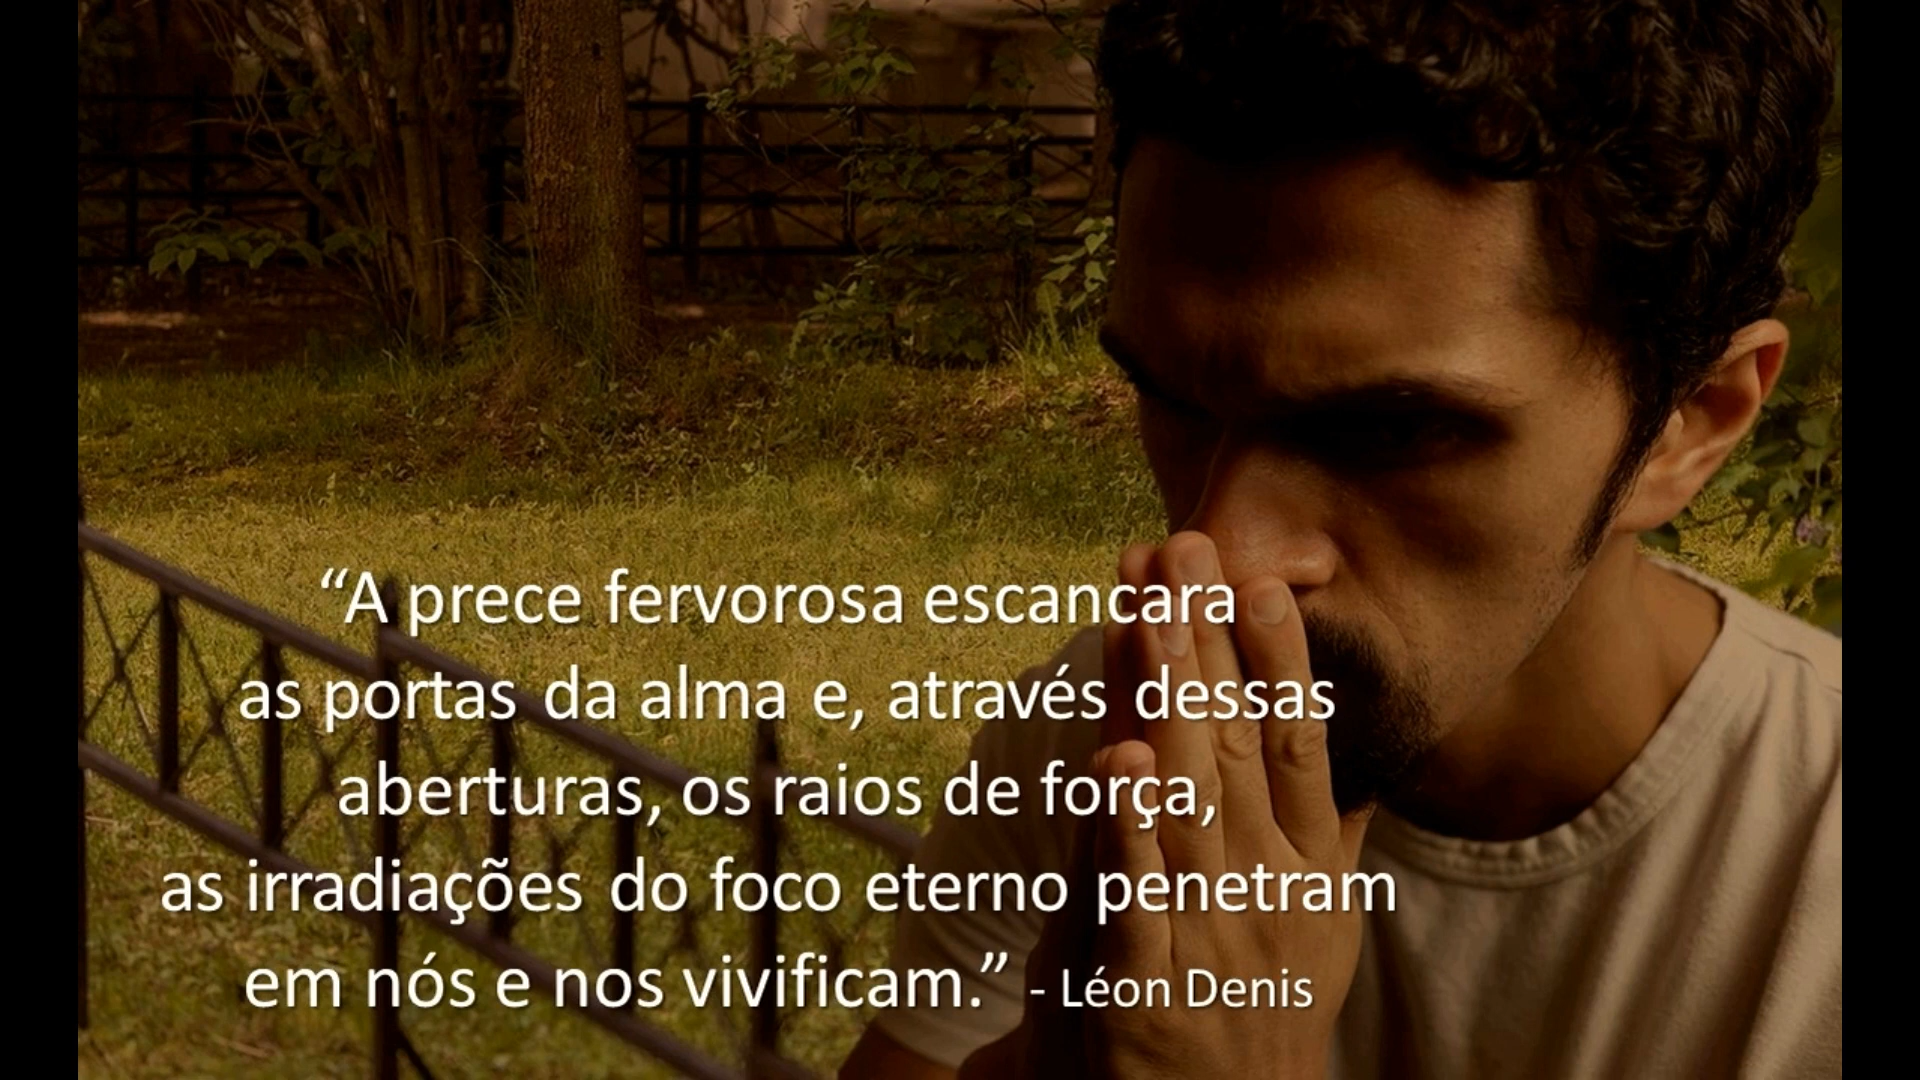 “A prece fervorosa escancara
as portas da alma e, através dessas
aberturas, os raios de força,
as irradiações do foco eterno penetram
em nós e nos vivificam.” - Léon Denis